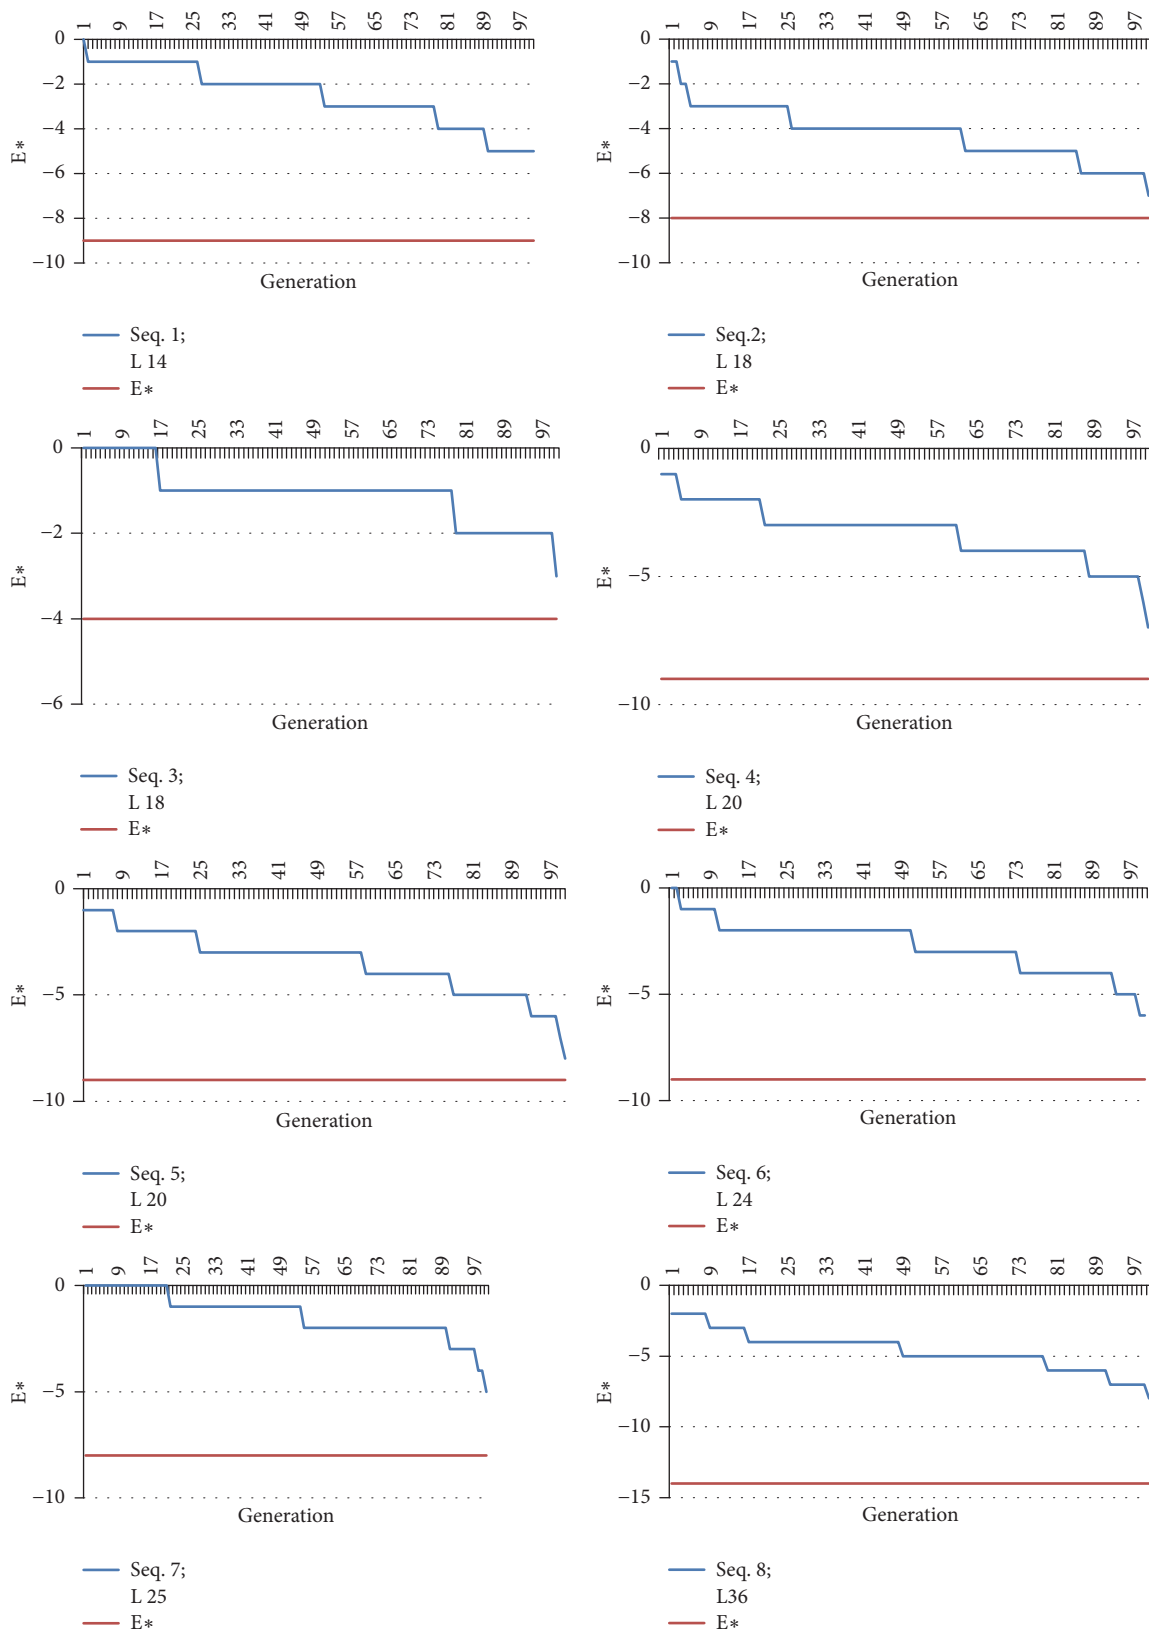 1 9 17 25 33 41 49 57 65 73 81 89 97
0
−2
−4
−6
−8
−10
E*
Generation
Seq. 1;
L 14
E*
1 9 17 25 33 41 49 57 65 73 81 89 97
0
−2
−4
−6
−8
−10
E*
Generation
Seq.2;
L 18
E*
1 9 17 25 33 41 49 57 65 73 81 89 97
0
−2
−4
−6
E*
Generation
Seq. 3;
L 18
E*
1 9 17 25 33 41 49 57 65 73 81 89 97
0
−5
−10
E*
Generation
Seq. 4;
L 20
E*
1 9 17 25 33 41 49 57 65 73 81 89 97
0
−5
−10
E*
Generation
Seq. 5;
L 20
E*
1 9 17 25 33 41 49 57 65 73 81 89 97
0
−5
−10
E*
Generation
Seq. 6;
L 24
E*
1 9 17 25 33 41 49 57 65 73 81 89 97
0
−5
−10
E*
Generation
Seq. 7;
L 25
E*
1 9 17 25 33 41 49 57 65 73 81 89 97
0
−5
−10
−15
E*
Generation
Seq. 8;
L36
E*